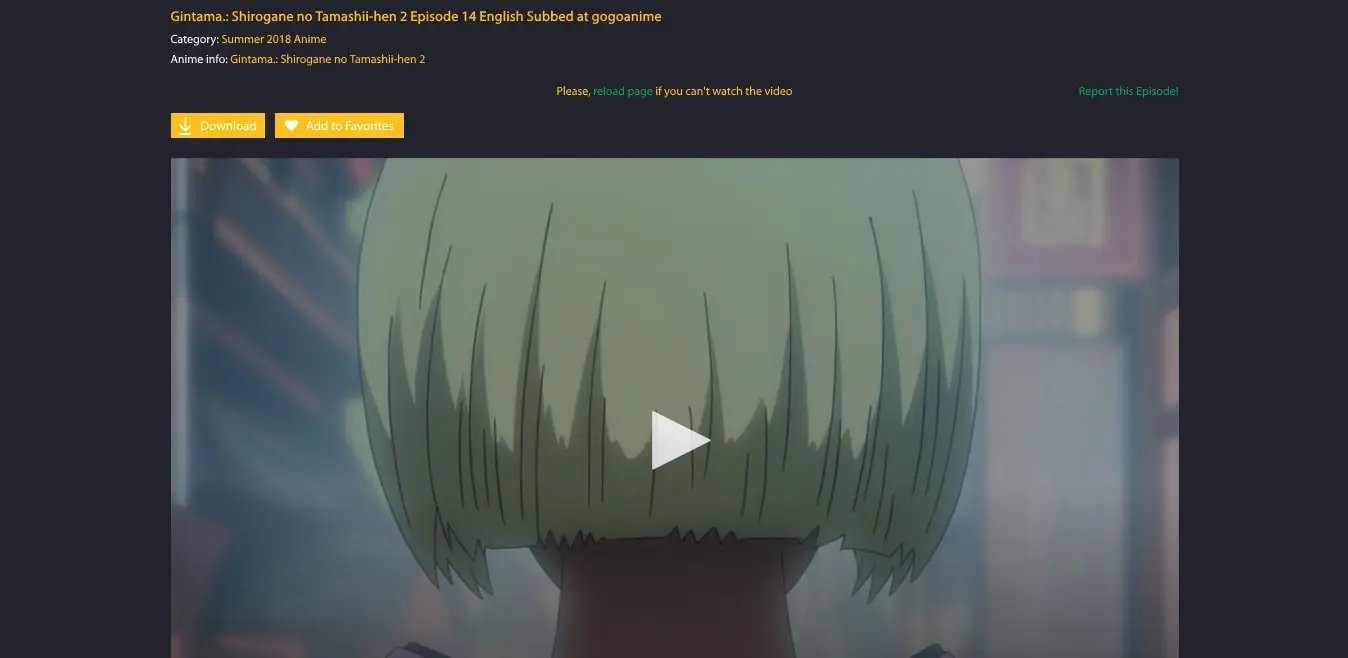 Gintama.: Shirogane no Tamashii-hen 2 Episode 14 English Subbed at gogoanime
Category: Summer 2018 Anime
Anime info: Gintama.: Shirogane no Tamashii-hen 2
Please, reload page if you can't watch the video
Report this Episode!
Download
Add to Favorites